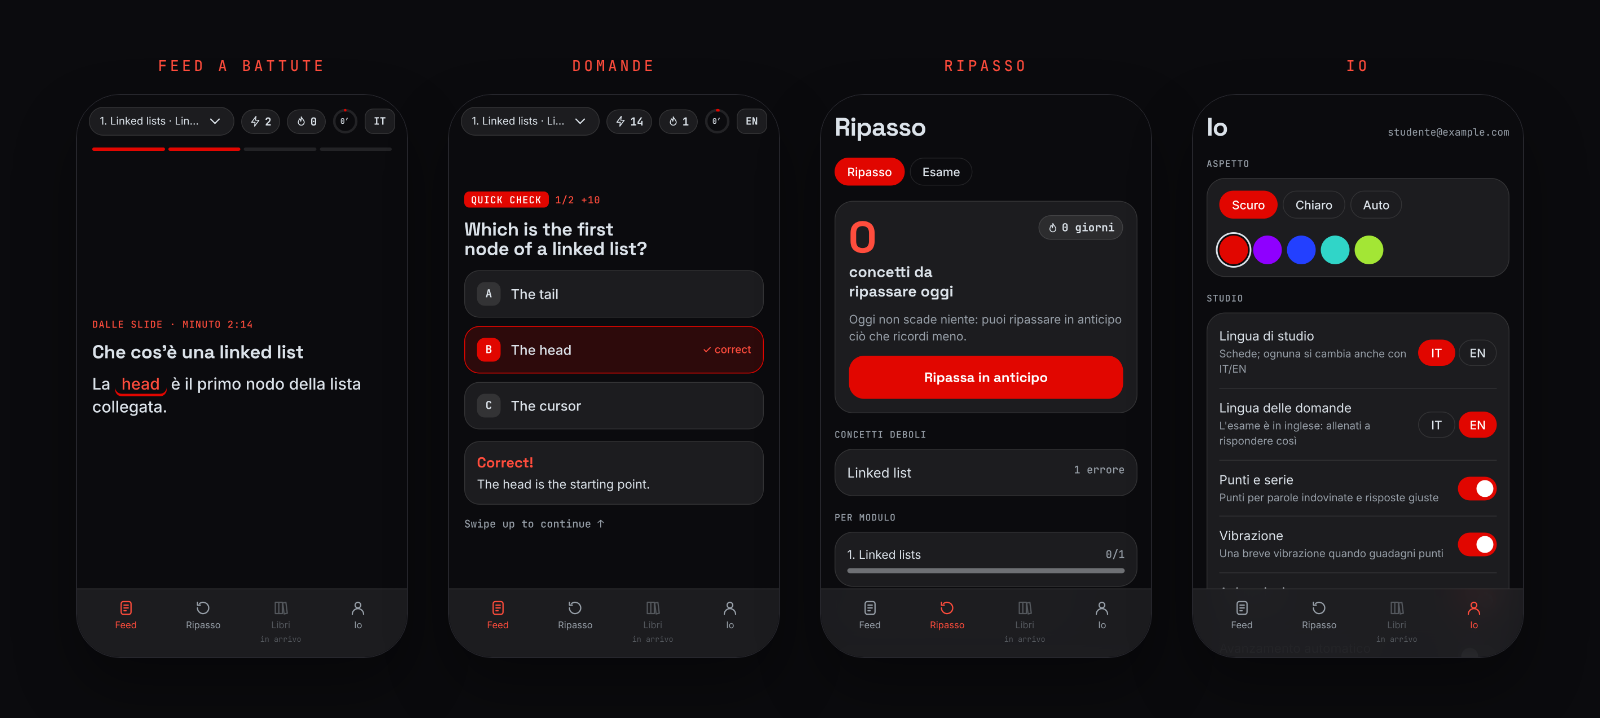 FEED A BATTUTE
1. Linked lists · Lin...
2
0
0'
IT
DALLE SLIDE · MINUTO 2:14
Che cos'è una linked list
La head è il primo nodo della lista
collegata.
Feed
Ripasso
Libri
in arrivo
Io
DOMANDE
1. Linked lists · Li...
14
1
0'
EN
QUICK CHECK 1/2 +10
Which is the first
node of a linked list?
A The tail
B The head ✓ correct
C The cursor
Correct!
The head is the starting point.
Swipe up to continue ↑
Feed
Ripasso
Libri
in arrivo
Io
RIPASSO
Ripasso
Ripasso
Esame
0
0 giorni
concetti da
ripassare oggi
Oggi non scade niente: puoi ripassare in anticipo
ciò che ricordi meno.
Ripassa in anticipo
CONCETTI DEBOLI
Linked list 1 errore
PER MODULO
1. Linked lists 0/1
Feed
Ripasso
Libri
in arrivo
Io
IO
Io
studente@example.com
ASPETTO
Scuro
Chiaro
Auto
STUDIO
Lingua di studio
Schede; ognuna si cambia anche con
IT/EN
IT
EN
Lingua delle domande
L'esame è in inglese: allenati a
rispondere così
IT
EN
Punti e serie
Punti per parole indovinate e risposte giuste
Vibrazione
Una breve vibrazione quando guadagni punti
Feed
Ripasso
Libri
in arrivo
Io